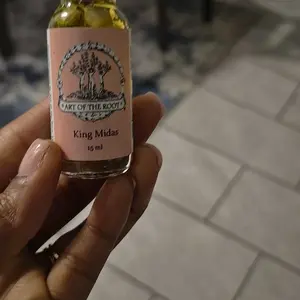 ART OF THE ROOT
King Midas
15 ml